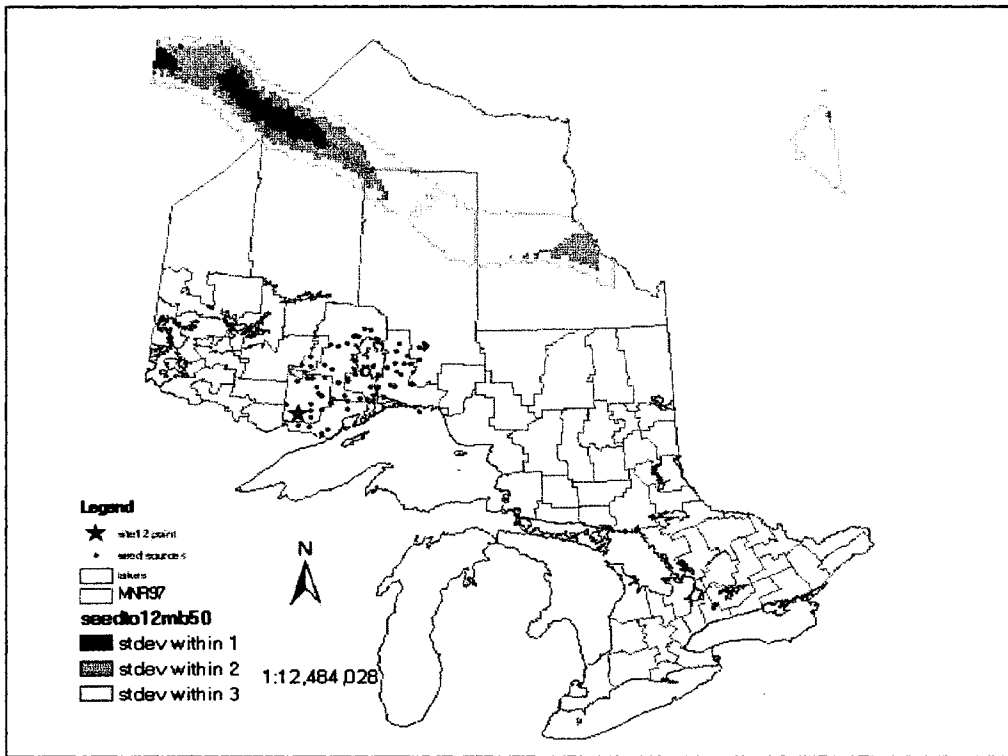 Legend
site12 point
seed sources
lakes
MNR97
seedto12mb50
stdev within 1
stdev within 2
stdev within 3
N
1:12,484,028